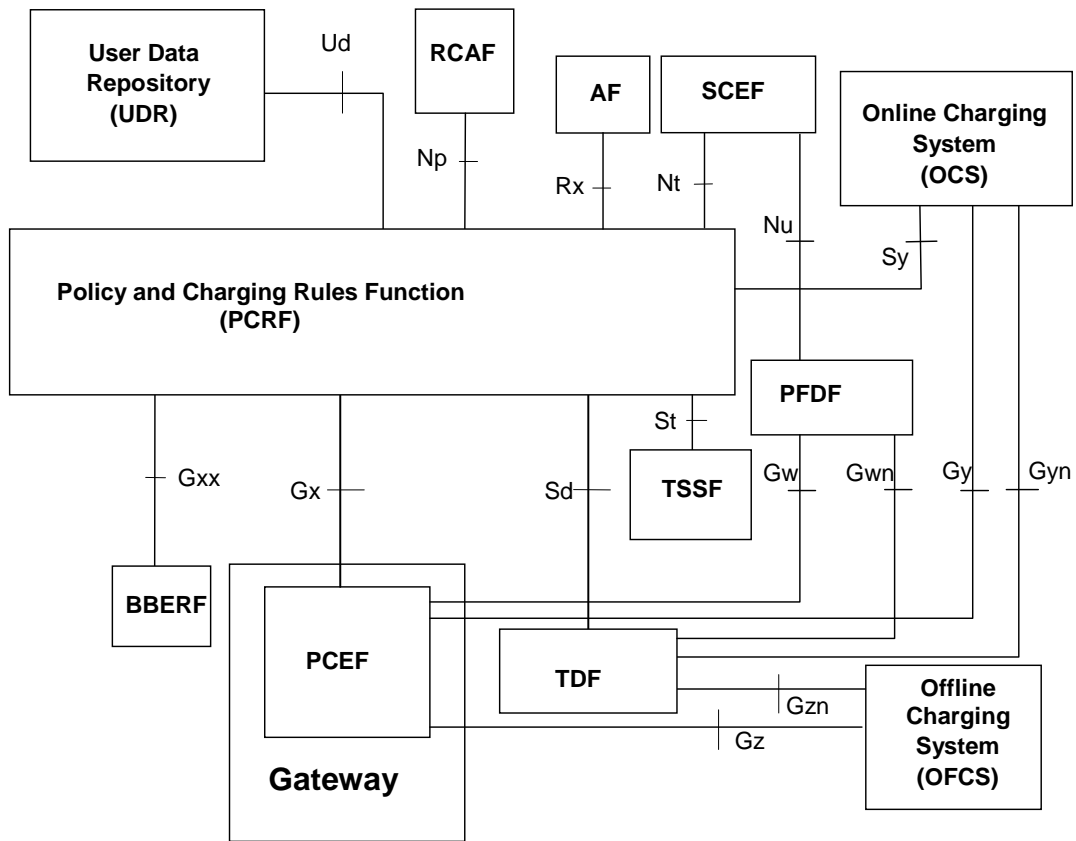 User Data
Repository
(UDR)
Ud
RCAF
AF
SCEF
Online Charging
System
(OCS)
Np
Rx
Nt
Nu
Sy
Policy and Charging Rules Function
(PCRF)
PFDF
St
Gxx
Gx
Sd
TSSF
Gw
Gwn
Gy
Gyn
BBERF
PCEF
TDF
Gzn
Gz
Offline
Charging
System
(OFCS)
Gateway